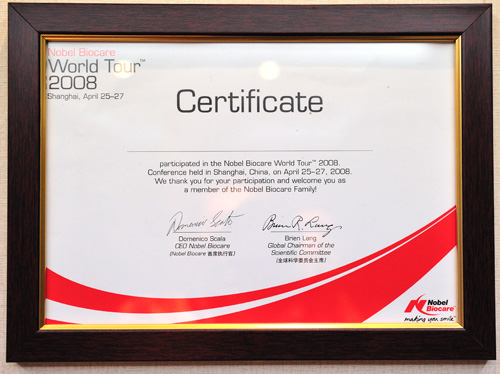 Nobel Biocare
World Tour™
2008
Shanghai, April 25-27
Certificate
participated in the Nobel Biocare World Tour™ 2008.
Conference held in Shanghai, China, on April 25-27, 2008.
We thank you for your participation and welcome you as
a member of the Nobel Biocare Family!
Domenico Scala
CEO Nobel Biocare
(Nobel Biocare 首席执行官)
Brien R. Lang
Brien Lang
Global Chairman of the
Scientific Committee
(全球科学委员会主席)
Nobel
Biocare™
making you smile™